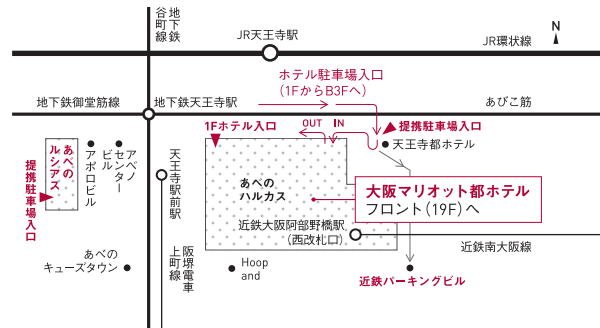 地下鉄
谷町線
JR天王寺駅
JR環状線
N
ホテル駐車場入口
(1FからB3Fへ)
地下鉄御堂筋線
地下鉄天王寺駅
あびこ筋
OUT
IN
提携駐車場入口
1Fホテル入口
天王寺都ホテル
あべの
ルシアス
提携駐車場入口
アポロビル
アベノ
センター
ビル
天王寺駅前駅
あべの
ハルカス
大阪マリオット都ホテル
フロント(19F)へ
近鉄大阪阿部野橋駅
(西改札口)
近鉄南大阪線
あべの
キューズタウン
阪堺電車
上町線
Hoop
and
近鉄パーキングビル